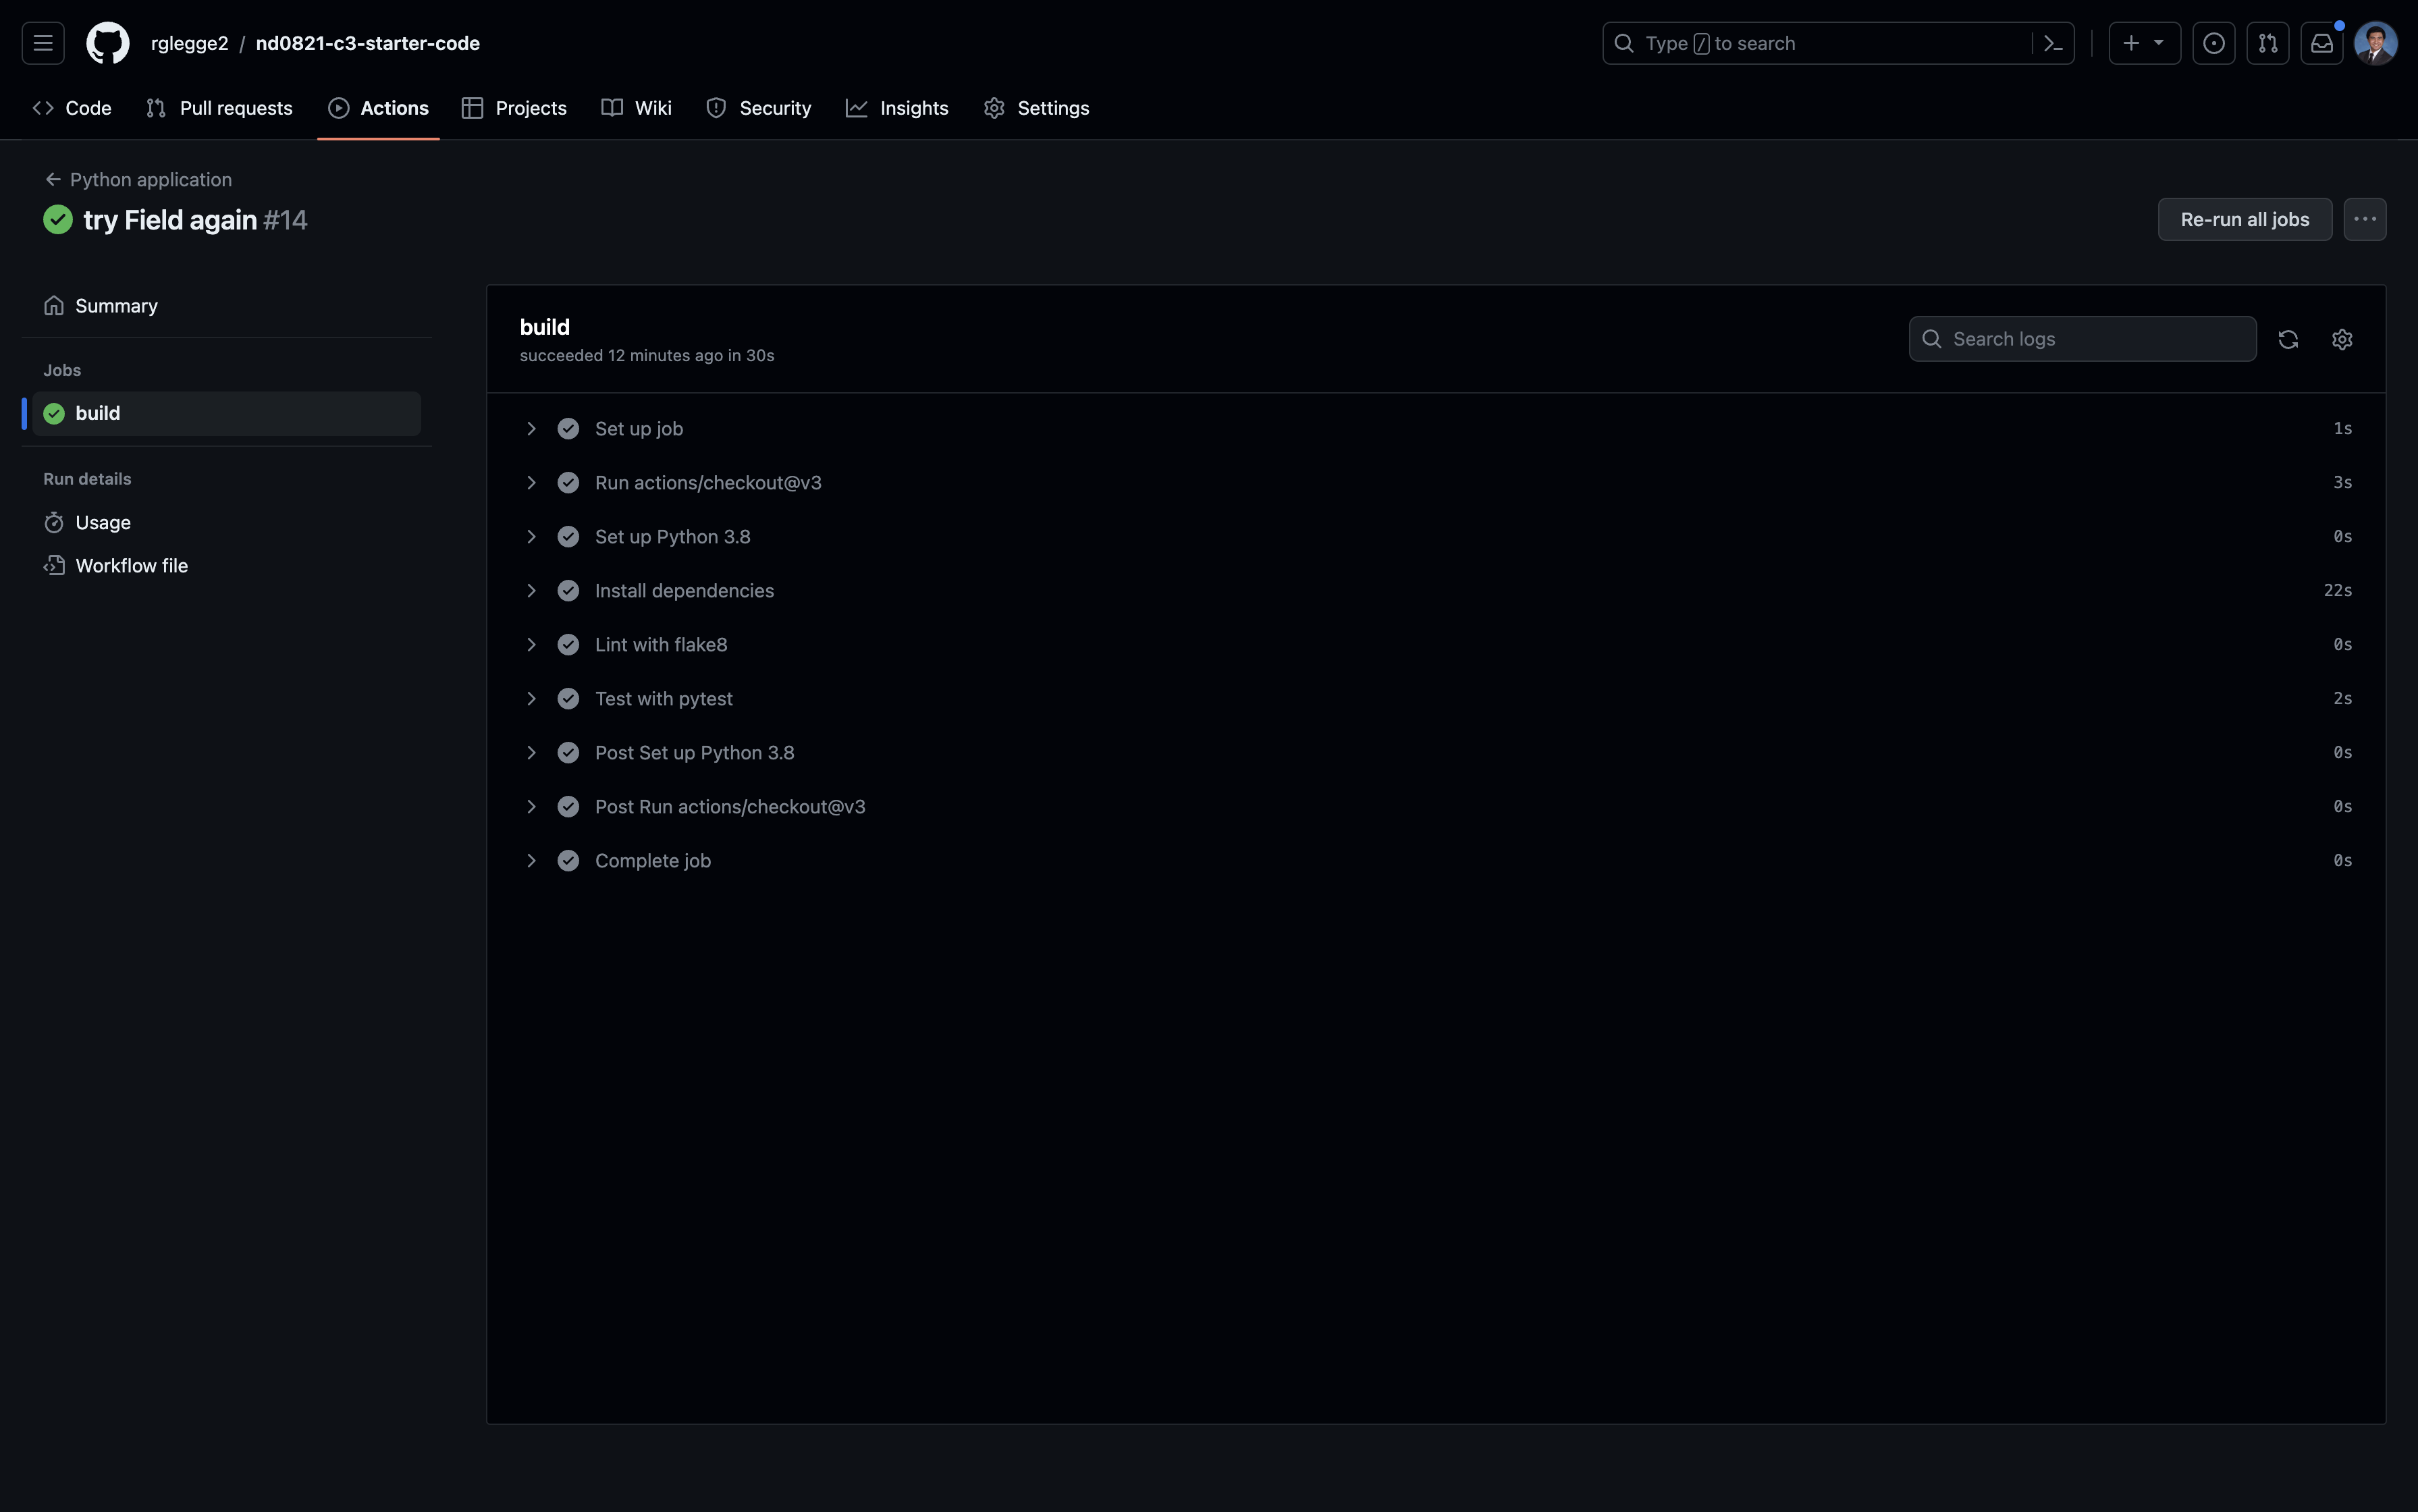 rglegge2 / nd0821-c3-starter-code
Type / to search
Code Pull requests Actions Projects Wiki Security Insights Settings
Python application
try Field again #14
Re-run all jobs
Summary
Jobs
build
Run details
Usage
Workflow file
build
succeeded 12 minutes ago in 30s
Search logs
Set up job 1s
Run actions/checkout@v3 3s
Set up Python 3.8 0s
Install dependencies 22s
Lint with flake8 0s
Test with pytest 2s
Post Set up Python 3.8 0s
Post Run actions/checkout@v3 0s
Complete job 0s